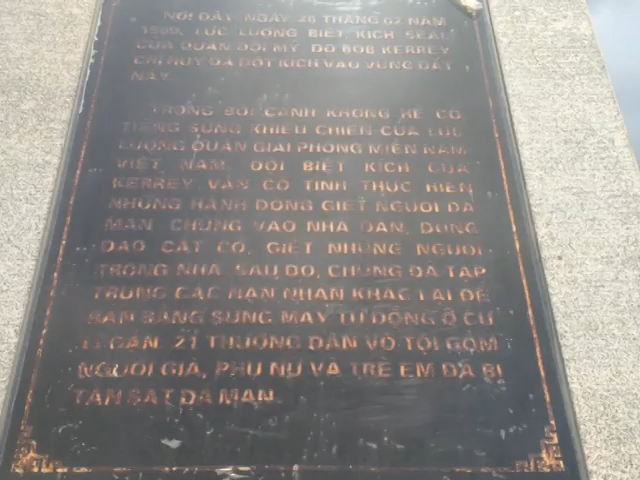 NƠI ĐÂY, NGÀY 26 THÁNG 02 NĂM
1969, LỰC LƯỢNG BIỆT KÍCH SEAL
CỦA QUÂN ĐỘI MỸ DO BOB KERREY
CHỈ HUY ĐÃ ĐỘT KÍCH VÀO VÙNG ĐẤT
NÀY.
TRONG BỐI CẢNH KHÔNG HỀ CÓ
TIẾNG SÚNG KHIÊU CHIẾN CỦA LỰC
LƯỢNG QUÂN GIẢI PHÓNG MIỀN NAM
VIỆT NAM, ĐỘI BIỆT KÍCH CỦA
KERREY VẪN CỐ TÌNH THỰC HIỆN
NHỮNG HÀNH ĐỘNG GIẾT NGƯỜI DÃ
MAN. CHÚNG VÀO NHÀ DÂN, DÙNG
DAO CẮT CỔ, GIẾT NHỮNG NGƯỜI
TRONG NHÀ. SAU ĐÓ, CHÚNG ĐÃ TẬP
TRUNG CÁC NẠN NHÂN KHÁC LẠI ĐỂ
BẮN BẰNG SÚNG MÁY TỰ ĐỘNG Ở CỰ
LI GẦN. 21 THƯỜNG DÂN VÔ TỘI GỒM
NGƯỜI GIÀ, PHỤ NỮ VÀ TRẺ EM ĐÃ BỊ
TÀN SÁT DÃ MAN.